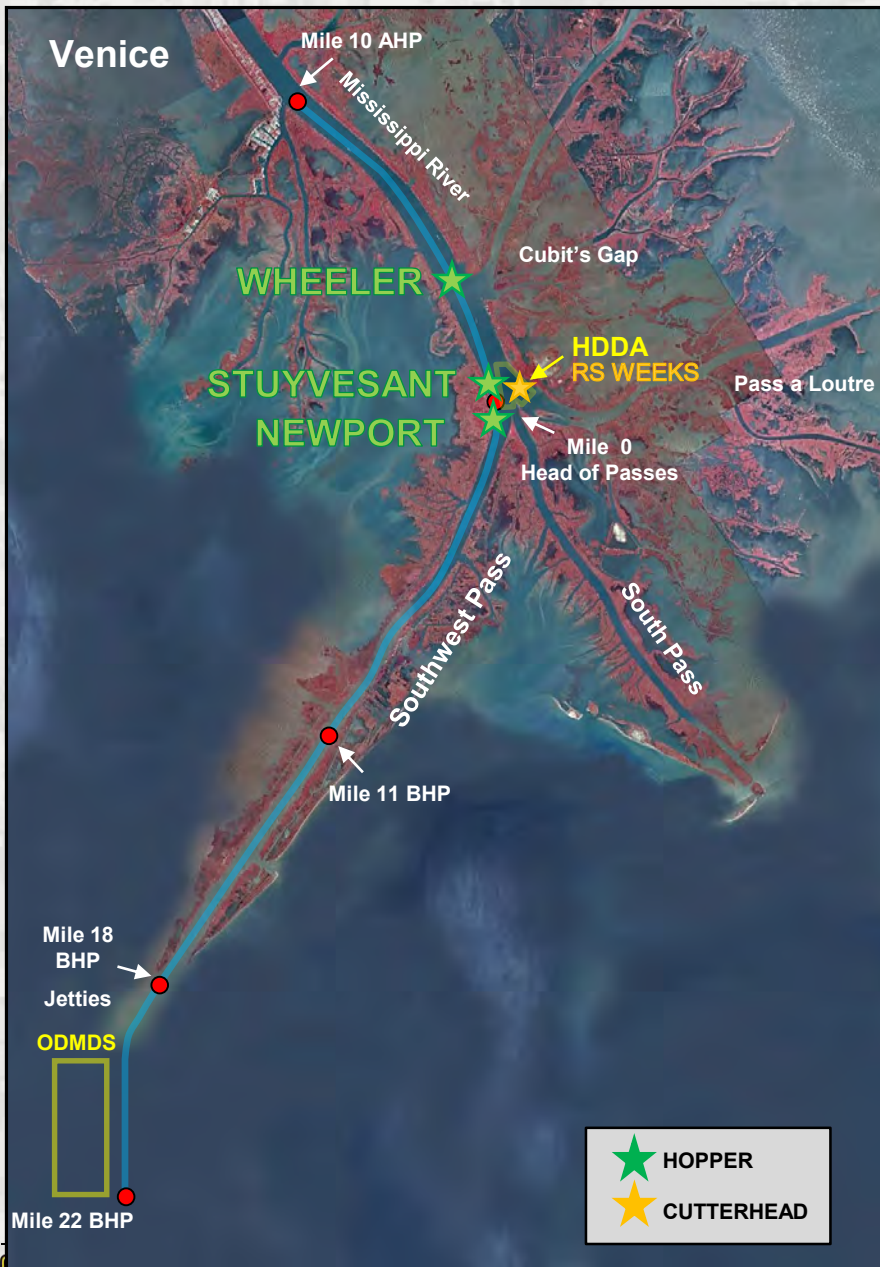 Venice
Mile 10 AHP
Mississippi River
Cubit's Gap
WHEELER
HDDA
RS WEEKS
STUYVESANT
Pass a Loutre
NEWPORT
Mile 0
Head of Passes
Southwest Pass
South Pass
Mile 11 BHP
Mile 18
BHP
Jetties
ODMDS
Mile 22 BHP
HOPPER
CUTTERHEAD